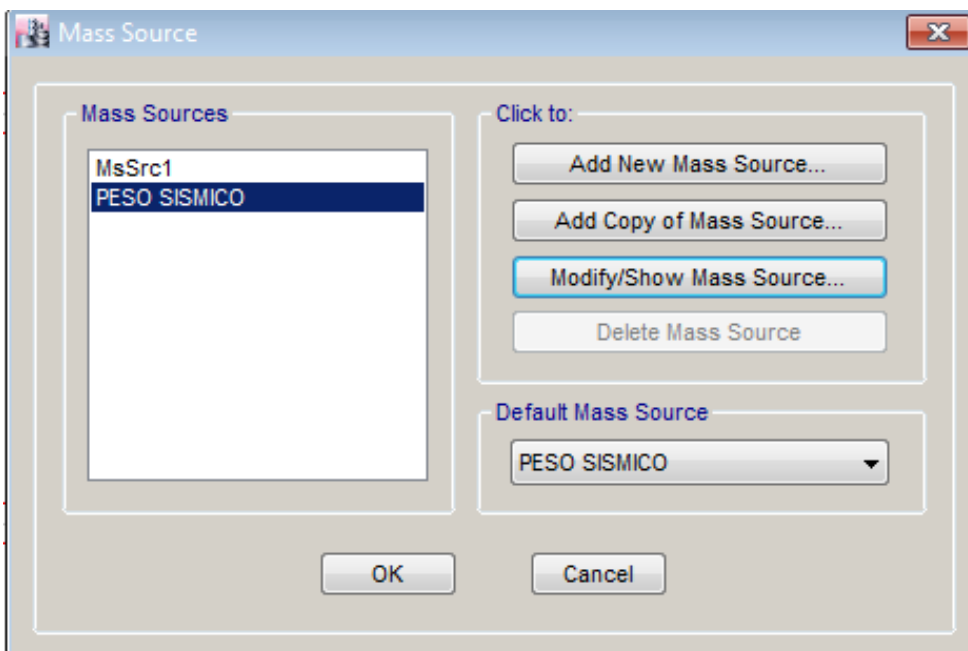 Mass Source
Mass Sources
MsSrc1
PESO SISMICO
Click to:
Add New Mass Source...
Add Copy of Mass Source...
Modify/Show Mass Source...
Delete Mass Source
Default Mass Source
PESO SISMICO
OK
Cancel